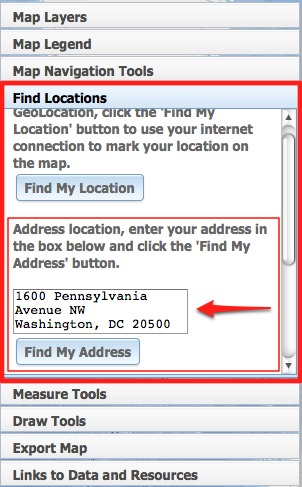 Map Layers
Map Legend
Map Navigation Tools
Find Locations
GeoLocation, click the 'Find My
Location' button to use your internet
connection to mark your location on
the map.
Find My Location
Address location, enter your address in
the box below and click the 'Find My
Address' button.
1600 Pennsylvania
Avenue NW
Washington, DC 20500
Find My Address
Measure Tools
Draw Tools
Export Map
Links to Data and Resources